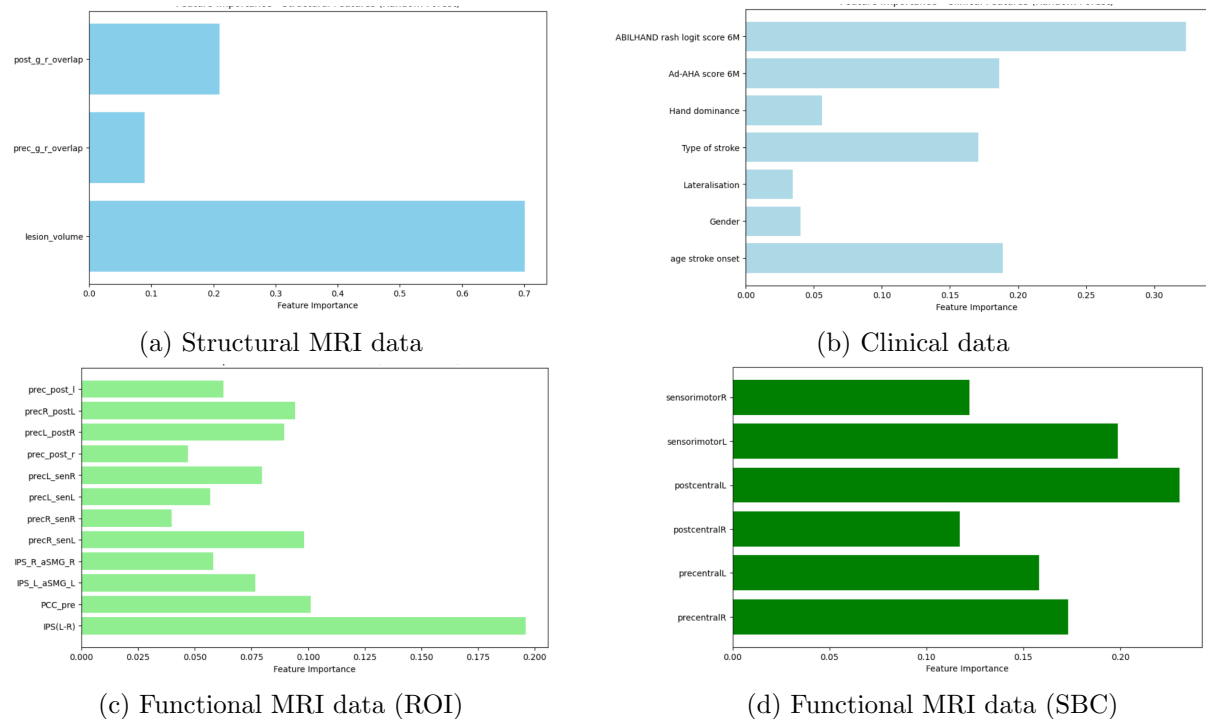 post_g_r_overlap
prec_g_r_overlap
lesion_volume
0.0 0.1 0.2 0.3 0.4 0.5 0.6 0.7
Feature Importance
(a) Structural MRI data
ABILHAND rash logit score 6M
Ad-AHA score 6M
Hand dominance
Type of stroke
Lateralisation
Gender
age stroke onset
0.00 0.05 0.10 0.15 0.20 0.25 0.30
Feature Importance
(b) Clinical data
prec_post_l
precR_postL
precL_postR
prec_post_r
precL_senR
precL_senL
precR_senR
precR_senL
IPS_R_aSMG_R
IPS_L_aSMG_L
PCC_pre
IPS(L-R)
0.000 0.025 0.050 0.075 0.100 0.125 0.150 0.175 0.200
Feature Importance
(c) Functional MRI data (ROI)
sensorimotorR
sensorimotorL
postcentralL
postcentralR
precentralL
precentralR
0.00 0.05 0.10 0.15 0.20
Feature Importance
(d) Functional MRI data (SBC)